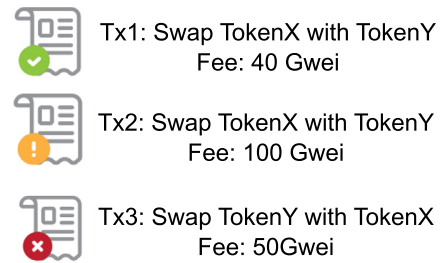 Tx1: Swap TokenX with TokenY
Fee: 40 Gwei
Tx2: Swap TokenX with TokenY
Fee: 100 Gwei
Tx3: Swap TokenY with TokenX
Fee: 50Gwei